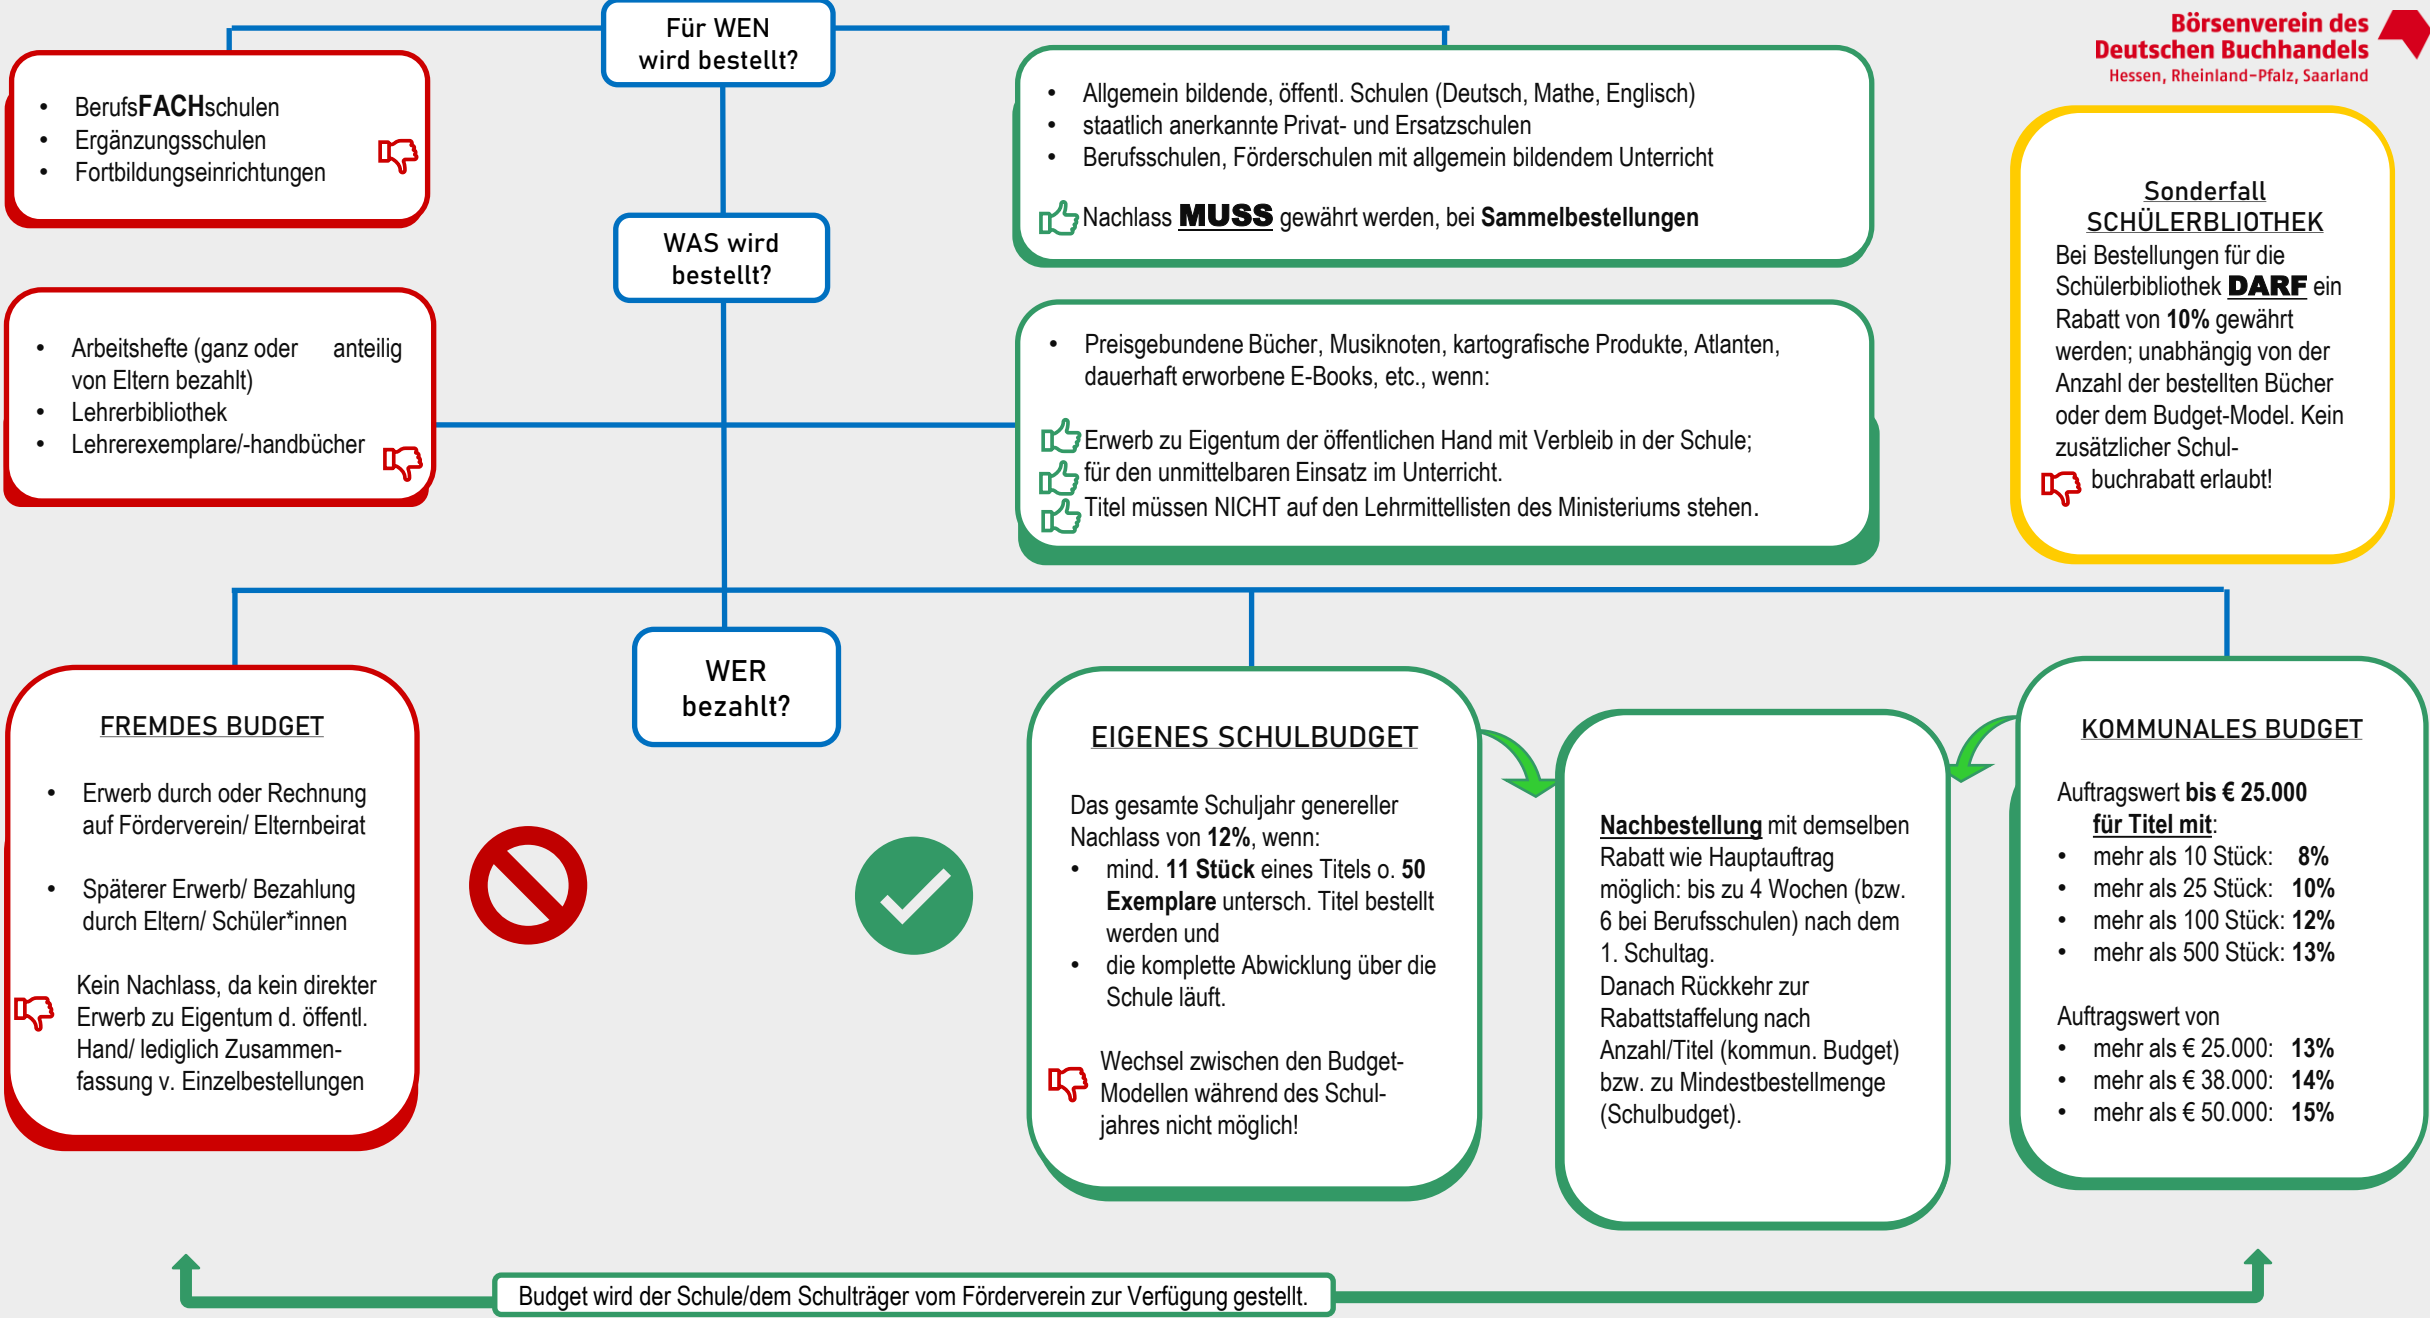 Für WEN
wird bestellt?
Börsenverein des
Deutschen Buchhandels
Hessen, Rheinland-Pfalz, Saarland
• BerufsFACHschulen
• Ergänzungsschulen
• Fortbildungseinrichtungen
• Allgemein bildende, öffentl. Schulen (Deutsch, Mathe, Englisch)
• staatlich anerkannte Privat- und Ersatzschulen
• Berufsschulen, Förderschulen mit allgemein bildendem Unterricht
Nachlass MUSS gewährt werden, bei Sammelbestellungen
Sonderfall
SCHÜLERBLIOTHEK
Bei Bestellungen für die
Schülerbibliothek DARF ein
Rabatt von 10% gewährt
werden; unabhängig von der
Anzahl der bestellten Bücher
oder dem Budget-Model. Kein
zusätzlicher Schul-
buchrabatt erlaubt!
WAS wird
bestellt?
• Arbeitshefte (ganz oder anteilig
von Eltern bezahlt)
• Lehrerbibliothek
• Lehrerexemplare/-handbücher
• Preisgebundene Bücher, Musiknoten, kartografische Produkte, Atlanten,
dauerhaft erworbene E-Books, etc., wenn:
Erwerb zu Eigentum der öffentlichen Hand mit Verbleib in der Schule;
für den unmittelbaren Einsatz im Unterricht.
Titel müssen NICHT auf den Lehrmittellisten des Ministeriums stehen.
WER
bezahlt?
FREMDES BUDGET
• Erwerb durch oder Rechnung
auf Förderverein/ Elternbeirat
• Späterer Erwerb/ Bezahlung
durch Eltern/ Schüler*innen
Kein Nachlass, da kein direkter
Erwerb zu Eigentum d. öffentl.
Hand/ lediglich Zusammen-
fassung v. Einzelbestellungen
EIGENES SCHULBUDGET
Das gesamte Schuljahr genereller
Nachlass von 12%, wenn:
• mind. 11 Stück eines Titels o. 50
Exemplare untersch. Titel bestellt
werden und
• die komplette Abwicklung über die
Schule läuft.
Wechsel zwischen den Budget-
Modellen während des Schul-
jahres nicht möglich!
Nachbestellung mit demselben
Rabatt wie Hauptauftrag
möglich: bis zu 4 Wochen (bzw.
6 bei Berufsschulen) nach dem
1. Schultag.
Danach Rückkehr zur
Rabattstaffelung nach
Anzahl/Titel (kommun. Budget)
bzw. zu Mindestbestellmenge
(Schulbudget).
KOMMUNALES BUDGET
Auftragswert bis € 25.000
für Titel mit:
• mehr als 10 Stück: 8%
• mehr als 25 Stück: 10%
• mehr als 100 Stück: 12%
• mehr als 500 Stück: 13%
Auftragswert von
• mehr als € 25.000: 13%
• mehr als € 38.000: 14%
• mehr als € 50.000: 15%
Budget wird der Schule/dem Schulträger vom Förderverein zur Verfügung gestellt.